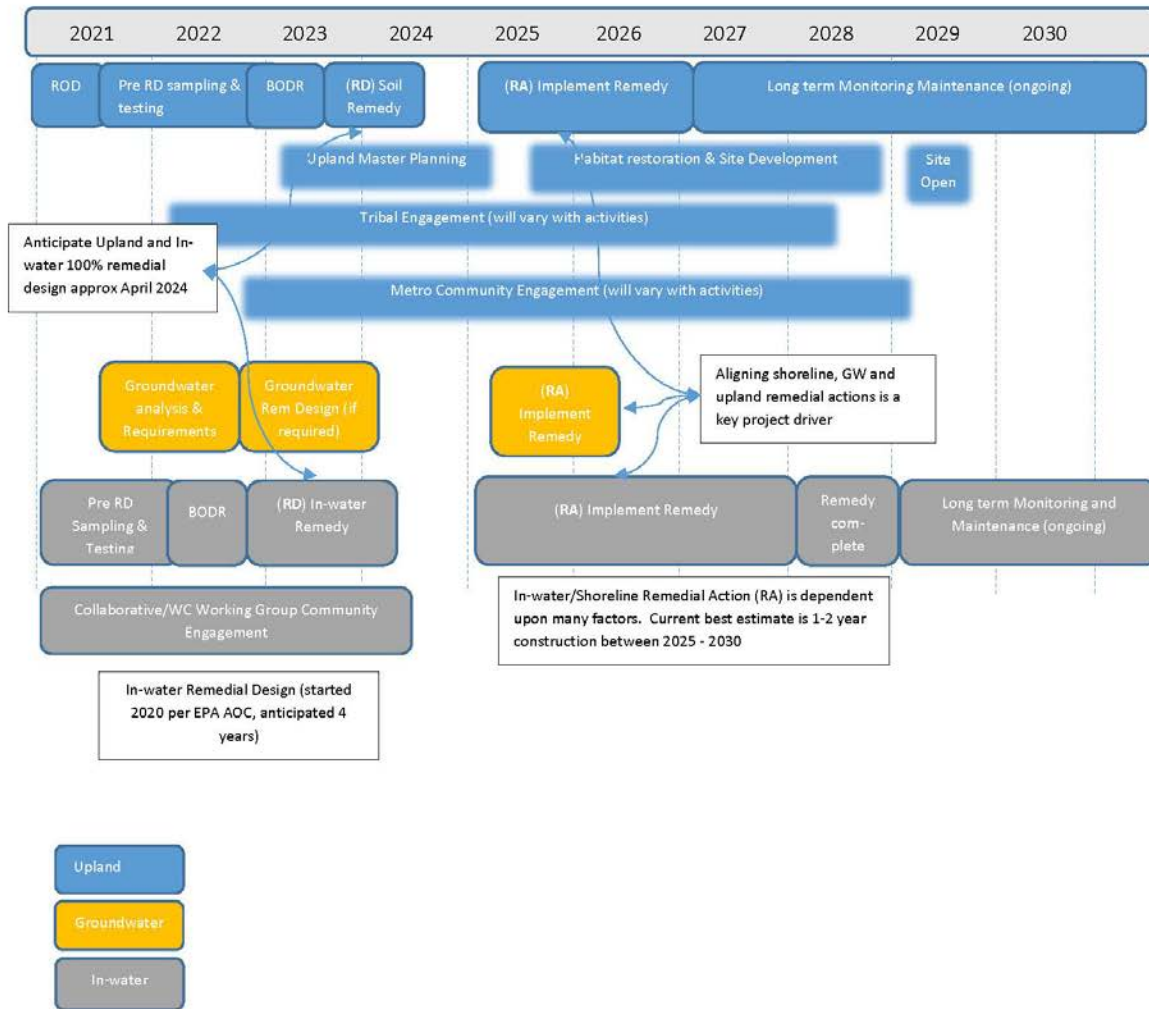 2021 2022 2023 2024 2025 2026 2027 2028 2029 2030
ROD
Pre RD sampling &
testing
BODR
(RD) Soil
Remedy
(RA) Implement Remedy
Long term Monitoring Maintenance (ongoing)
Upland Master Planning
Habitat restoration & Site Development
Site
Open
Tribal Engagement (will vary with activities)
Anticipate Upland and In-
water 100% remedial
design approx April 2024
Metro Community Engagement (will vary with activities)
Groundwater
analysis &
Requirements
Groundwater
Rem Design (if
required)
(RA)
Implement
Remedy
Aligning shoreline, GW and
upland remedial actions is a
key project driver
Pre RD
Sampling &
Testing
BODR
(RD) In-water
Remedy
(RA) Implement Remedy
Remedy
com-
plete
Long term Monitoring and
Maintenance (ongoing)
Collaborative/WC Working Group Community
Engagement
In-water/Shoreline Remedial Action (RA) is dependent
upon many factors. Current best estimate is 1-2 year
construction between 2025 - 2030
In-water Remedial Design (started
2020 per EPA AOC, anticipated 4
years)
Upland
Groundwater
In-water